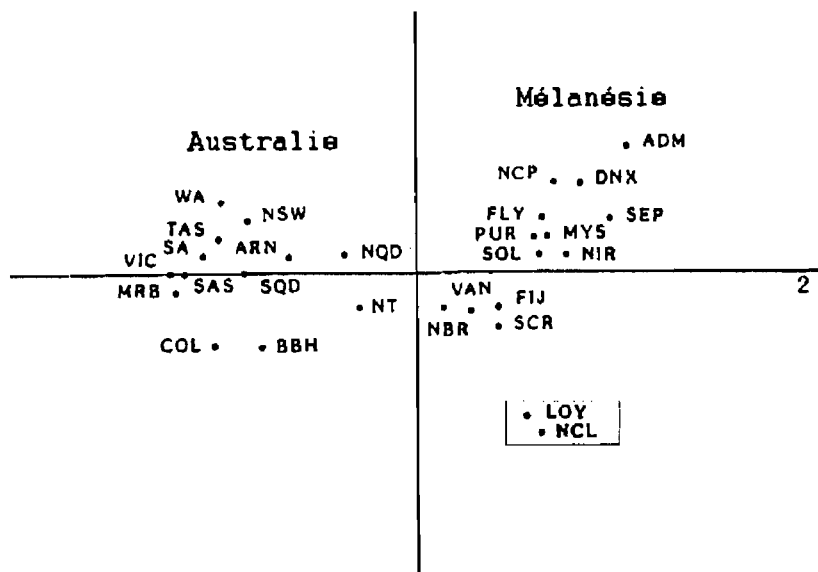 Mélanésie
Australie
ADM
NCP DNX
WA
NSW FLY SEP
TAS PUR MYS
SA ARN NQD SOL NIR
VIC
2
MRB SAS SQD VAN FIJ
NT NBR SCR
COL BBH
LOY
NCL